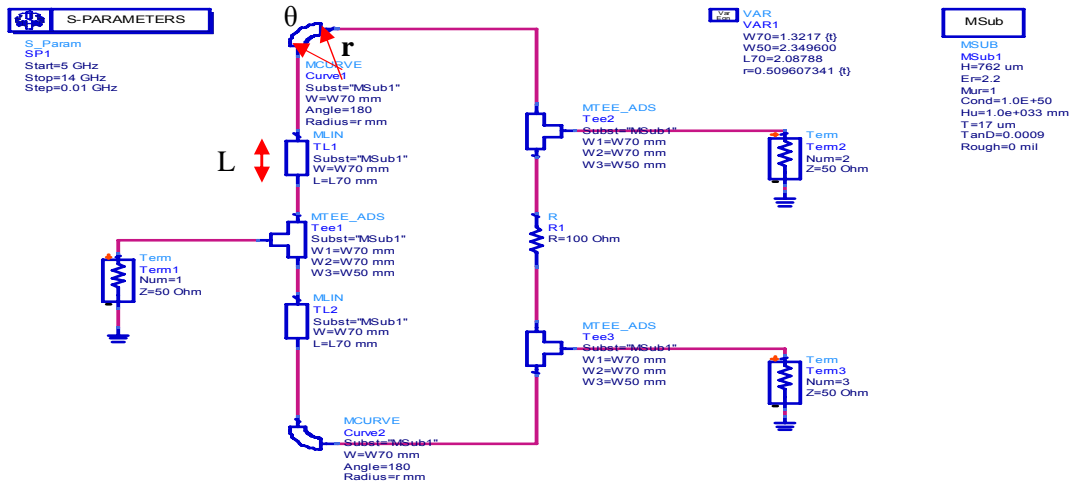 S-PARAMETERS
S_Param
SP1
Start=5 GHz
Stop=14 GHz
Step=0.01 GHz
θ
r
MCURVE
Curve1
Subst="MSub1"
W=W70 mm
Angle=180
Radius=r mm
Var
Eqn
VAR
VAR1
W70=1.3217 {t}
W50=2.349600
L70=2.08788
r=0.509607341 {t}
MSub
MSUB
MSub1
H=762 um
Er=2.2
Mur=1
Cond=1.0E+50
Hu=1.0e+033 mm
T=17 um
TanD=0.0009
Rough=0 mil
L
MLIN
TL1
Subst="MSub1"
W=W70 mm
L=L70 mm
MTEE_ADS
Tee2
Subst="MSub1"
W1=W70 mm
W2=W70 mm
W3=W50 mm
Term
Term2
Num=2
Z=50 Ohm
MTEE_ADS
Tee1
Subst="MSub1"
W1=W70 mm
W2=W70 mm
W3=W50 mm
R
R1
R=100 Ohm
Term
Term1
Num=1
Z=50 Ohm
MLIN
TL2
Subst="MSub1"
W=W70 mm
L=L70 mm
MTEE_ADS
Tee3
Subst="MSub1"
W1=W70 mm
W2=W70 mm
W3=W50 mm
Term
Term3
Num=3
Z=50 Ohm
MCURVE
Curve2
Subst="MSub1"
W=W70 mm
Angle=180
Radius=r mm